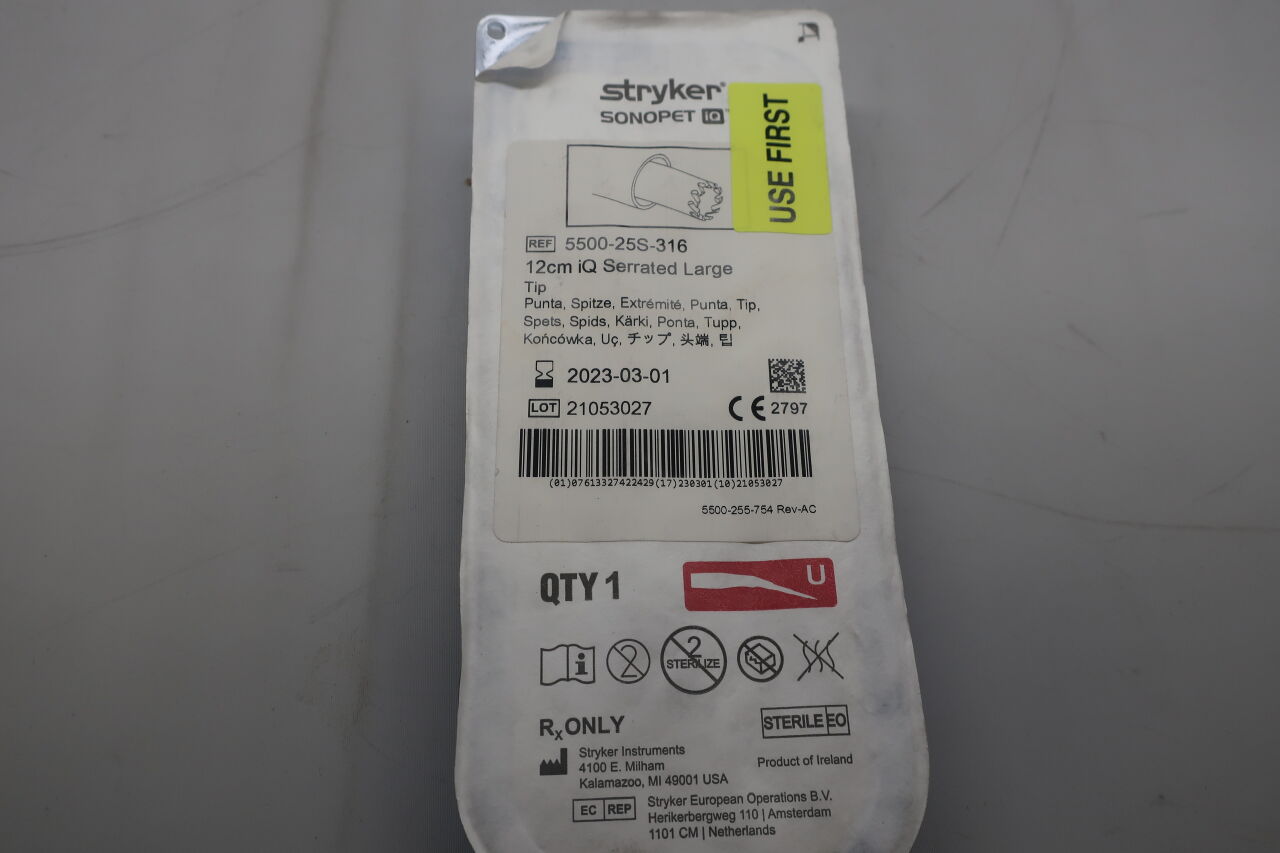 stryker
SONOPET iQ™
USE FIRST
REF 5500-25S-316
12cm iQ Serrated Large
Tip
Punta, Spitze, Extrémité, Punta, Tip,
Spets, Spids, Kärki, Ponta, Tupp,
Końcówka, Uç, チップ, 头端, 팁
2023-03-01
LOT 21053027
CE 2797
(01)07613327422429(17)230301(10)21053027
5500-255-754 Rev-AC
QTY 1
U
2
2
STERILIZE
Rx ONLY
STERILE EO
Stryker Instruments
4100 E. Milham
Kalamazoo, MI 49001 USA
Product of Ireland
EC REP
Stryker European Operations B.V.
Herikerbergweg 110 | Amsterdam
1101 CM | Netherlands